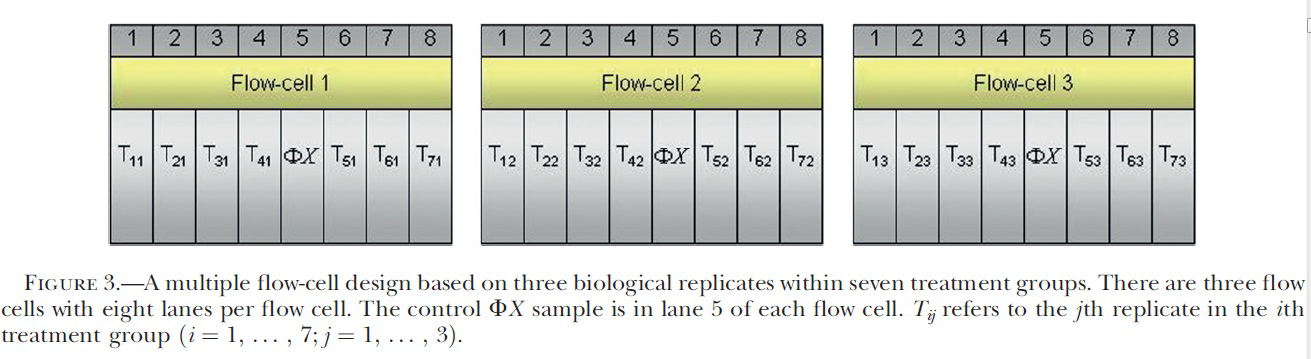 1 2 3 4 5 6 7 8 1 2 3 4 5 6 7 8 1 2 3 4 5 6 7 8
Flow-cell 1 Flow-cell 2 Flow-cell 3
T11 T21 T31 T41 ΦX T51 T61 T71 T12 T22 T32 T42 ΦX T52 T62 T72 T13 T23 T33 T43 ΦX T53 T63 T73
FIGURE 3.—A multiple flow-cell design based on three biological replicates within seven treatment groups. There are three flow
cells with eight lanes per flow cell. The control ΦX sample is in lane 5 of each flow cell. Tij refers to the jth replicate in the ith
treatment group (i = 1, … , 7; j = 1, … , 3).